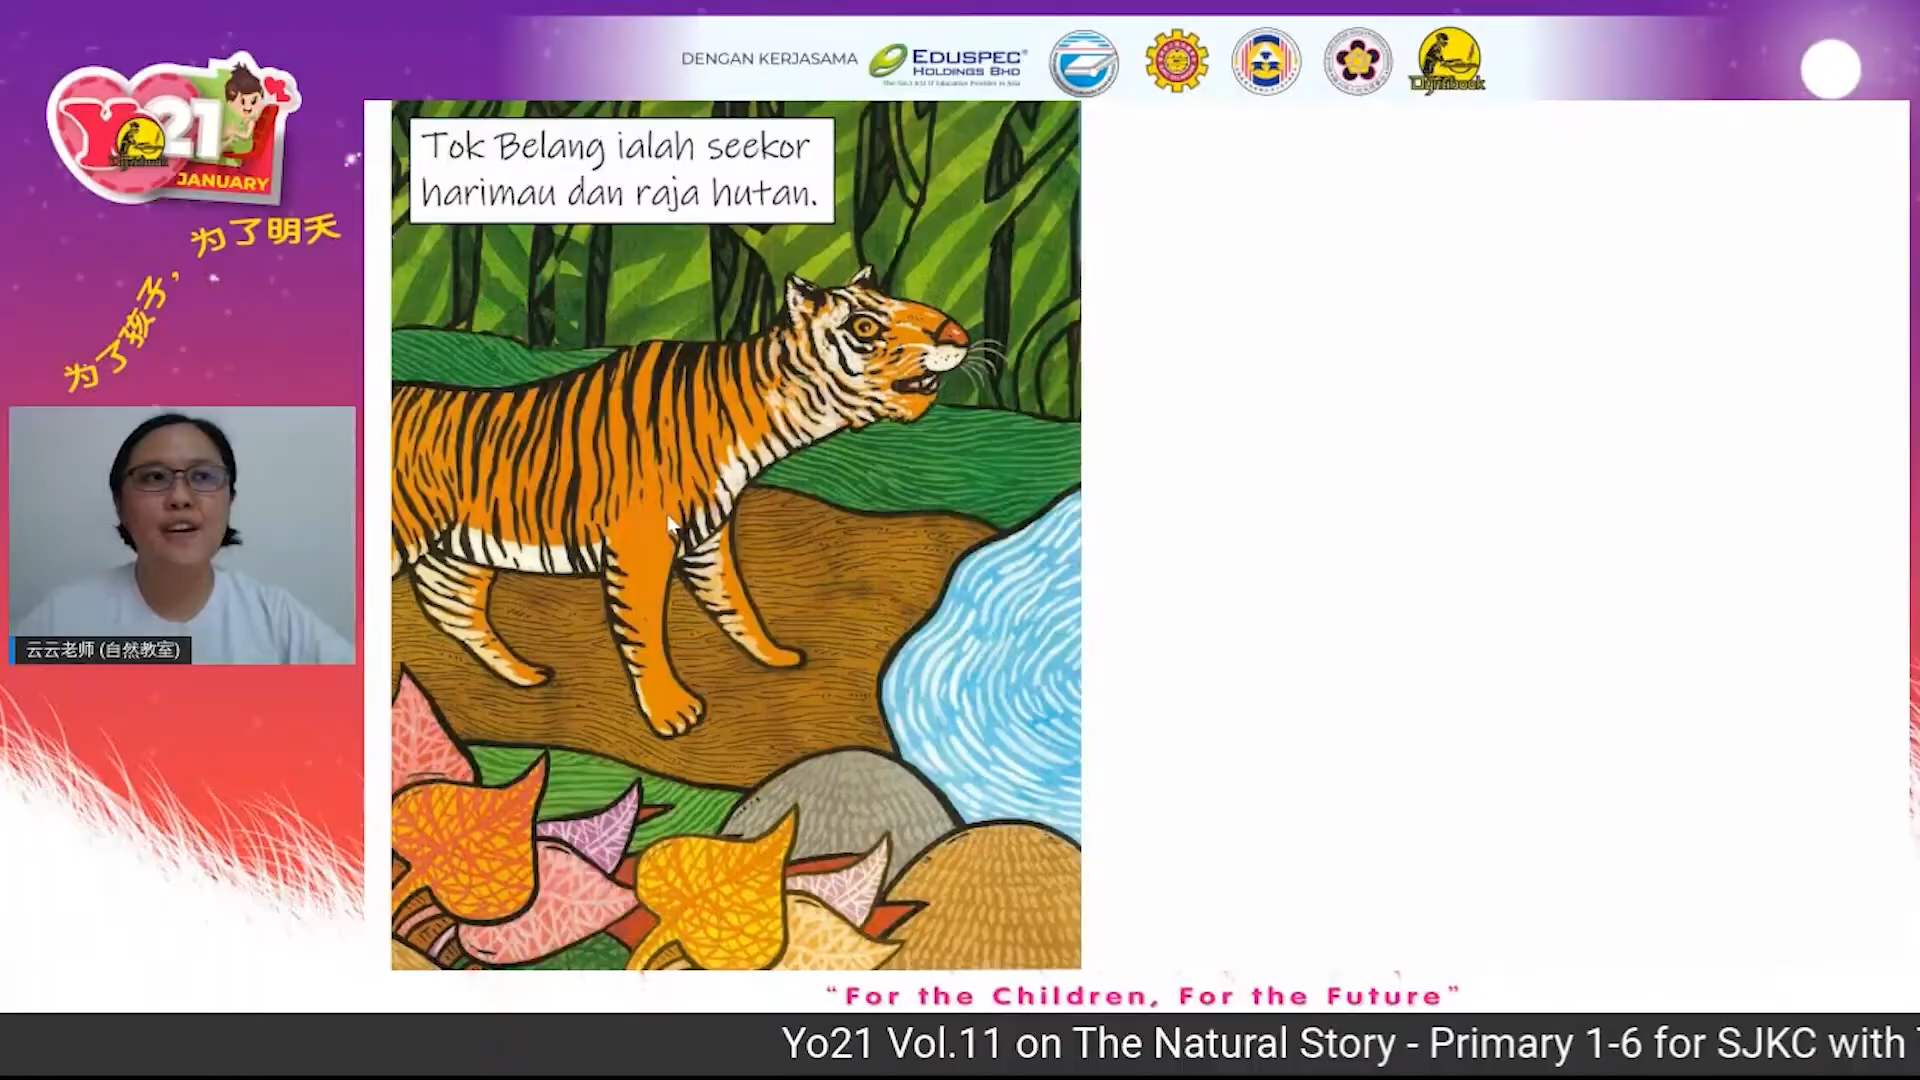 DENGAN KERJASAMA
EDUSPEC
HOLDINGS BHD
Yo21
JANUARY
为了孩子，
为了明天
Tok Belang ialah seekor
harimau dan raja hutan.
云云老师 (自然教室)
“For the Children, For the Future”
Yo21 Vol.11 on The Natural Story - Primary 1-6 for SJKC with